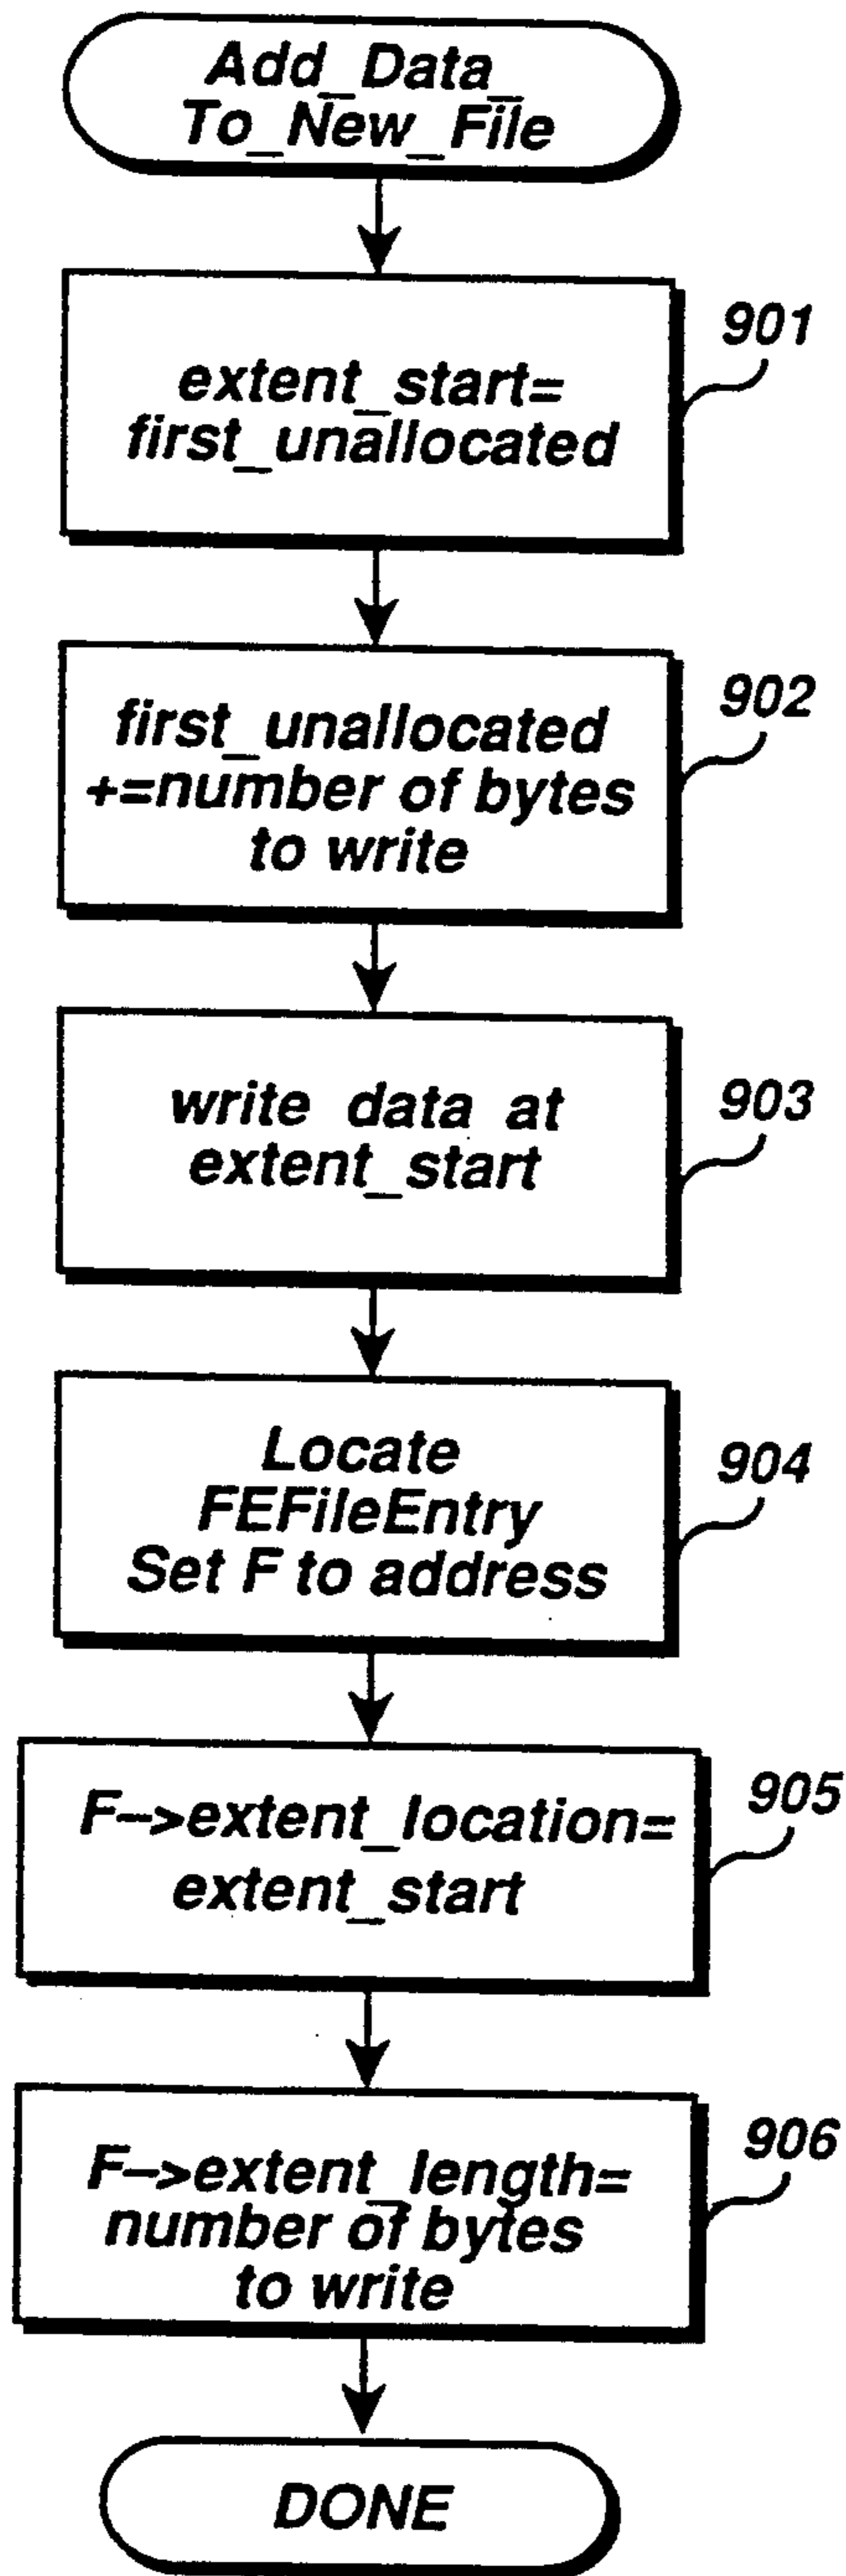 Add_Data_
To_New_File
901
extent_start=
first_unallocated
902
first_unallocated
+=number of bytes
to write
903
write data at
extent_start
904
Locate
FEFileEntry
Set F to address
905
F->extent_location=
extent_start
906
F->extent_length=
number of bytes
to write
DONE